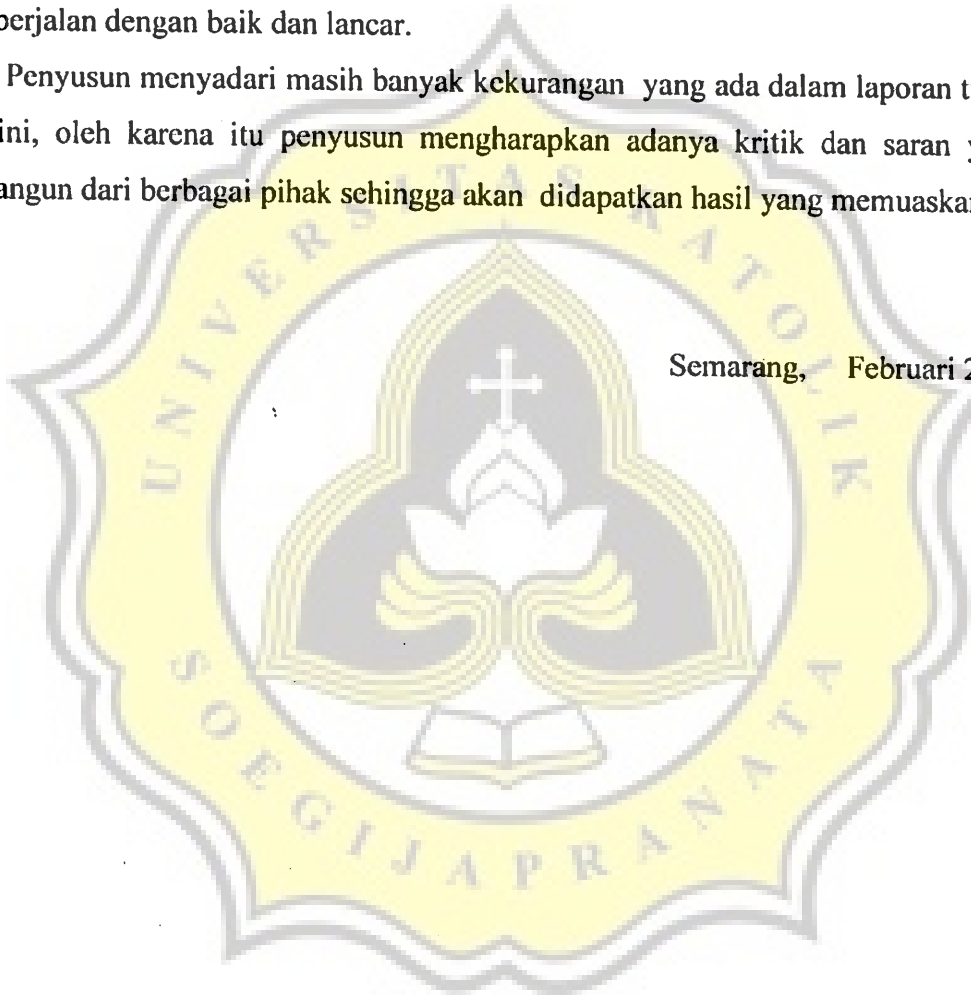 berjalan dengan baik dan lancar.
Penyusun menyadari masih banyak kekurangan yang ada dalam laporan t
ini, oleh karena itu penyusun mengharapkan adanya kritik dan saran y
angun dari berbagai pihak sehingga akan didapatkan hasil yang memuaskan
Semarang, Februari 2
UNIVERSITAS KATOLIK
SOEGIJAPRANATA